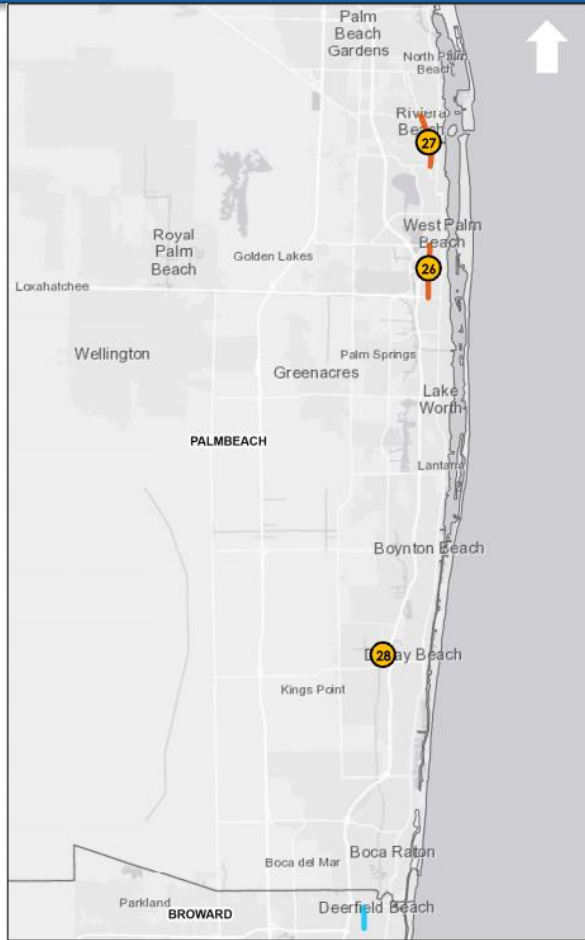 Palm
Beach
Gardens
North Palm
Beach
Riviera
Beach
27
West Palm
Beach
26
Royal
Palm
Beach
Golden Lakes
Loxahatchee
Wellington
Palm Springs
Greenacres
Lake
Worth
PALMBEACH
Lantana
Boynton Beach
28
Beach
Kings Point
Boca Raton
Boca del Mar
Parkland
BROWARD
Deerfield Beach